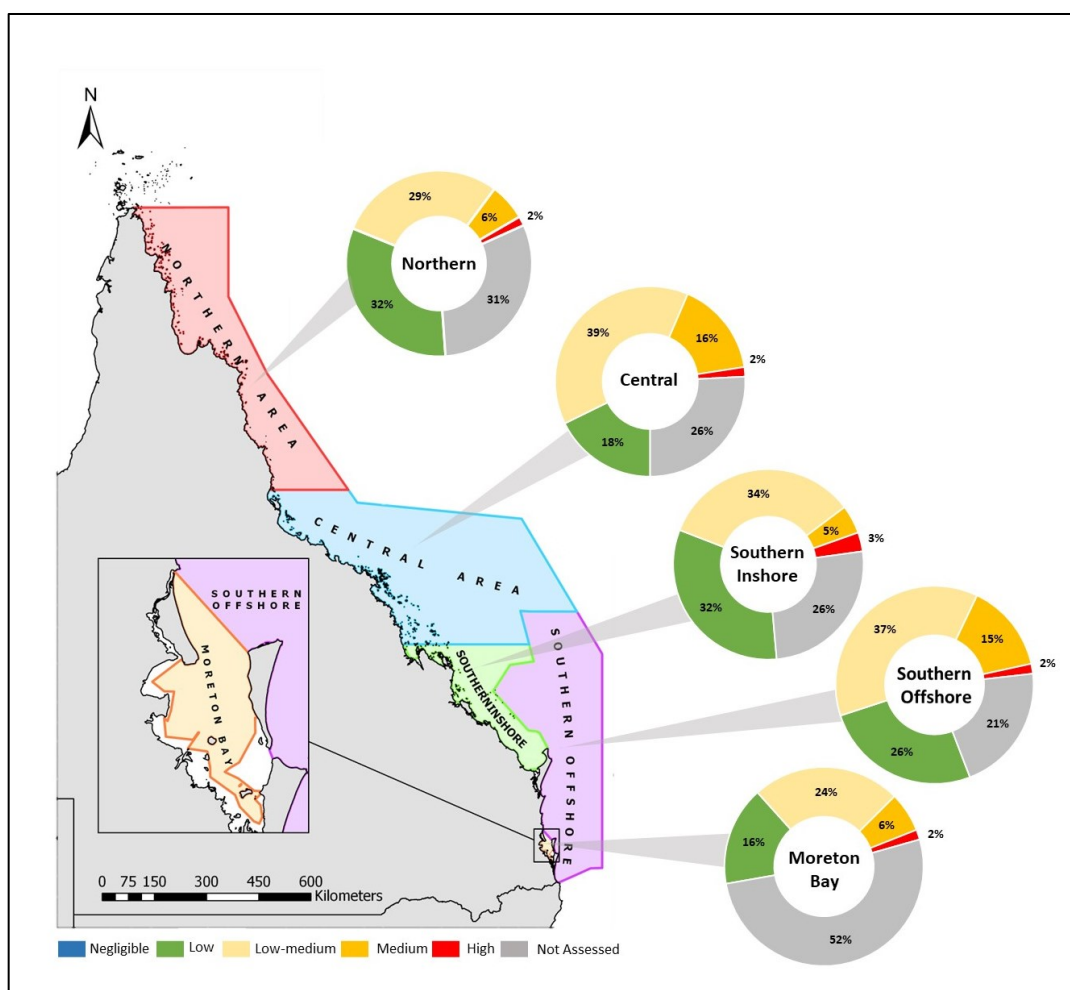 N
NORTHERN AREA
29%
6%
2%
Northern
32%
31%
39%
16%
2%
Central
18%
26%
CENTRAL AREA
34%
5%
3%
Southern
Inshore
32%
26%
SOUTHERN
OFFSHORE
MORETON BAY
SOUTHERNINSHORE
SOUTHERN OFFSHORE
37%
15%
2%
Southern
Offshore
26%
21%
24%
6%
2%
16%
Moreton
Bay
52%
0 75 150 300 450 600
Kilometers
Negligible Low Low-medium Medium High Not Assessed